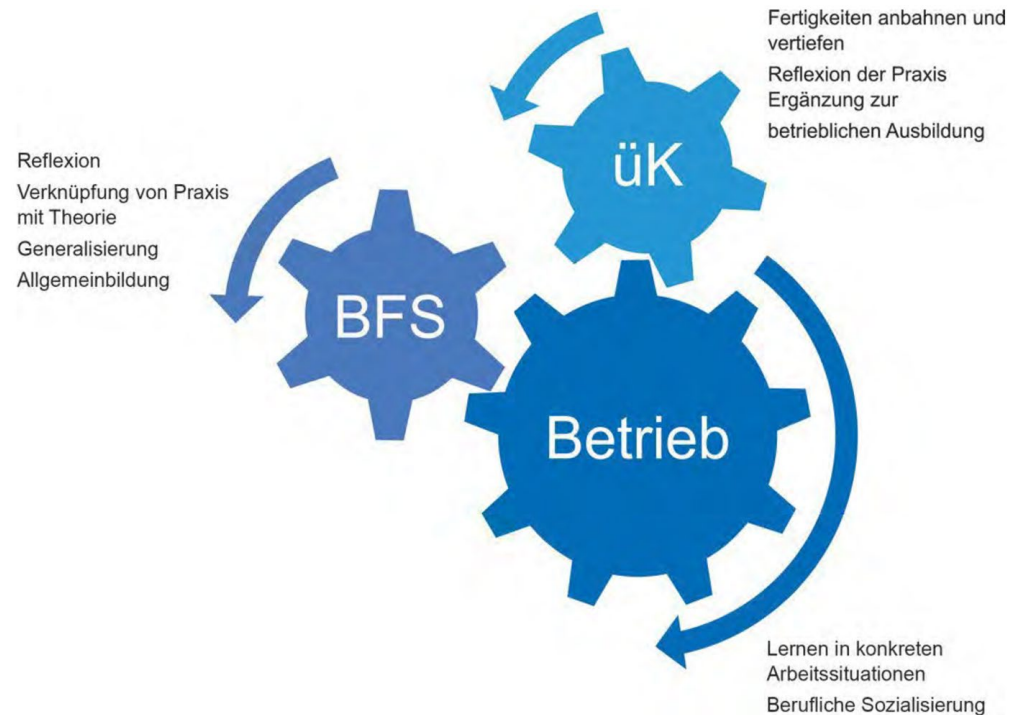 Fertigkeiten anbahnen und
vertiefen
Reflexion der Praxis
Ergänzung zur
betrieblichen Ausbildung
üK
Reflexion
Verknüpfung von Praxis
mit Theorie
Generalisierung
Allgemeinbildung
BFS
Betrieb
Lernen in konkreten
Arbeitssituationen
Berufliche Sozialisierung